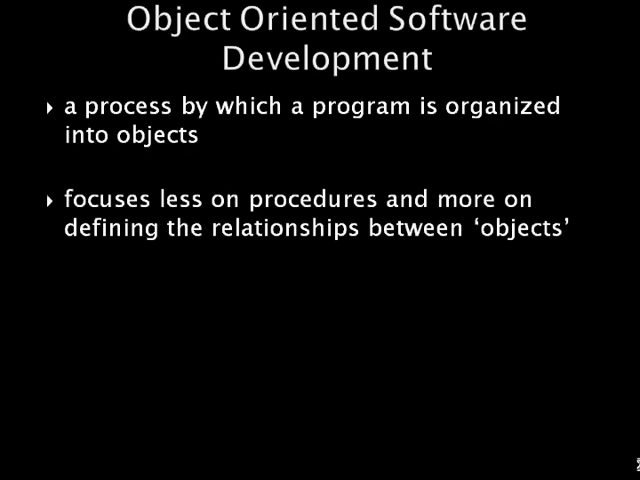 Object Oriented Software
Development
a process by which a program is organized
into objects
focuses less on procedures and more on
defining the relationships between ‘objects’